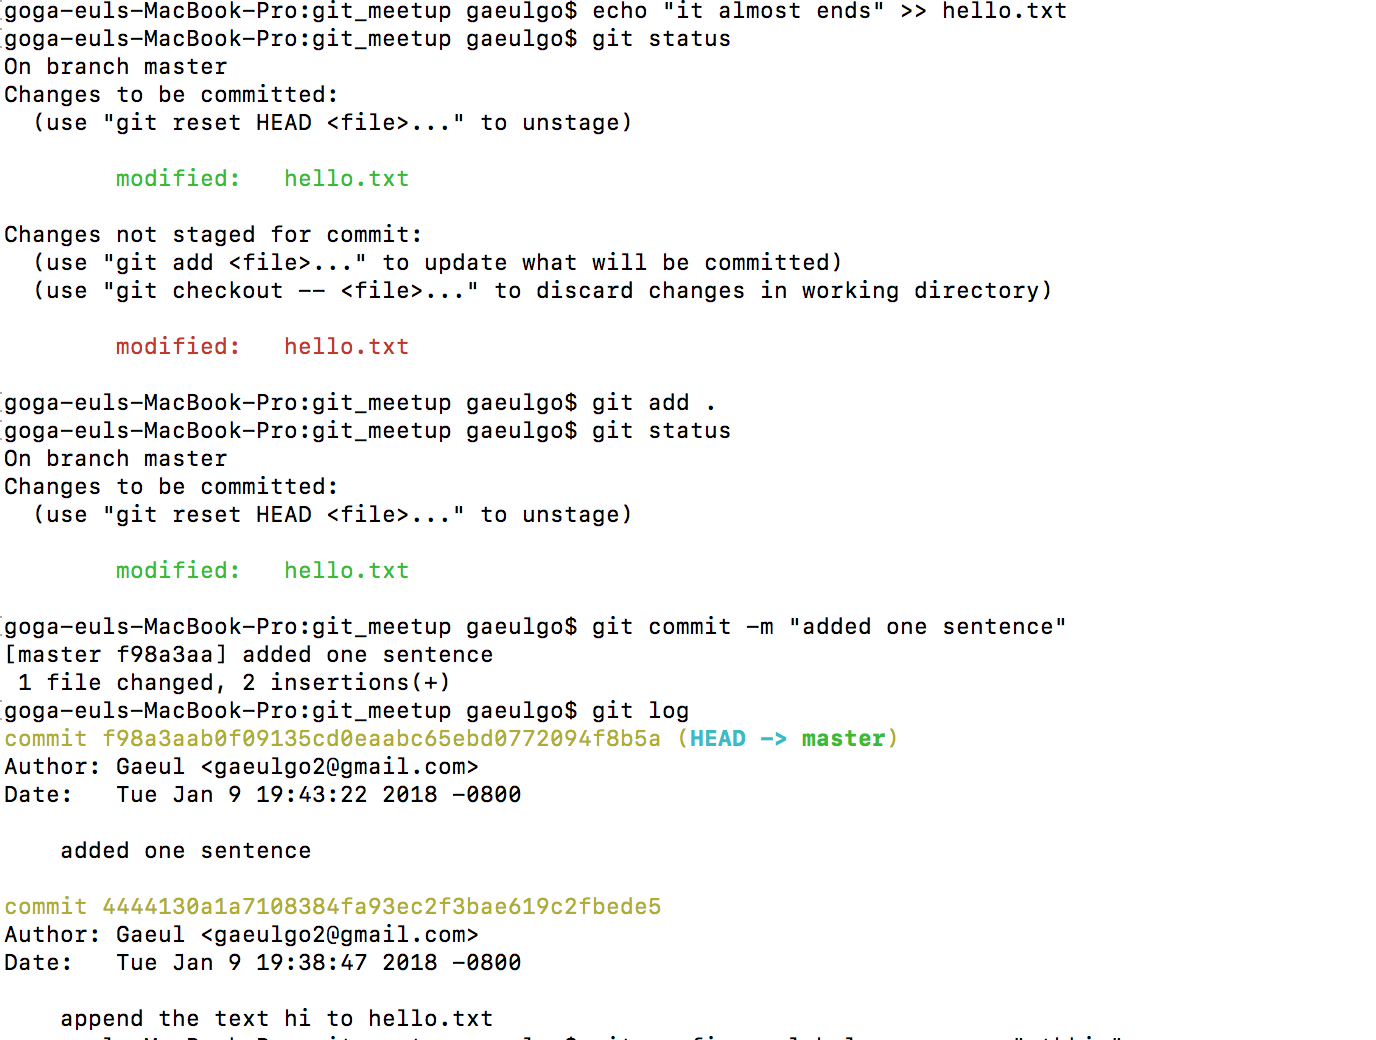 goga-euls-MacBook-Pro:git_meetup gaeulgo$ echo "it almost ends" >> hello.txt
goga-euls-MacBook-Pro:git_meetup gaeulgo$ git status
On branch master
Changes to be committed:
  (use "git reset HEAD <file>..." to unstage)
        modified:   hello.txt
Changes not staged for commit:
  (use "git add <file>..." to update what will be committed)
  (use "git checkout -- <file>..." to discard changes in working directory)
        modified:   hello.txt
goga-euls-MacBook-Pro:git_meetup gaeulgo$ git add .
goga-euls-MacBook-Pro:git_meetup gaeulgo$ git status
On branch master
Changes to be committed:
  (use "git reset HEAD <file>..." to unstage)
        modified:   hello.txt
goga-euls-MacBook-Pro:git_meetup gaeulgo$ git commit -m "added one sentence"
[master f98a3aa] added one sentence
 1 file changed, 2 insertions(+)
goga-euls-MacBook-Pro:git_meetup gaeulgo$ git log
commit f98a3aab0f09135cd0eaabc65ebd0772094f8b5a (HEAD -> master)
Author: Gaeul <gaeulgo2@gmail.com>
Date:   Tue Jan 9 19:43:22 2018 -0800
    added one sentence
commit 4444130a1a7108384fa93ec2f3bae619c2fbede5
Author: Gaeul <gaeulgo2@gmail.com>
Date:   Tue Jan 9 19:38:47 2018 -0800
    append the text hi to hello.txt